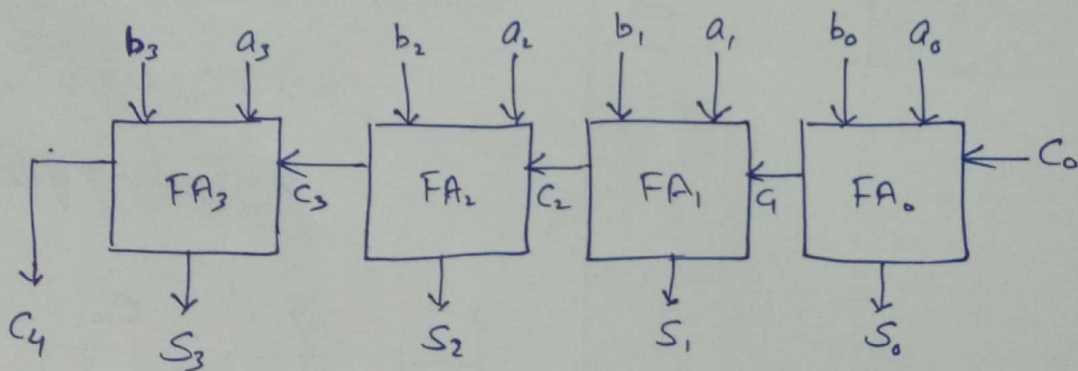 b₃ a₃ b₂ a₂ b₁ a₁ b₀ a₀
FA₃ C₃ FA₂ C₂ FA₁ C₁ FA₀ C₀
C₄ S₃ S₂ S₁ S₀